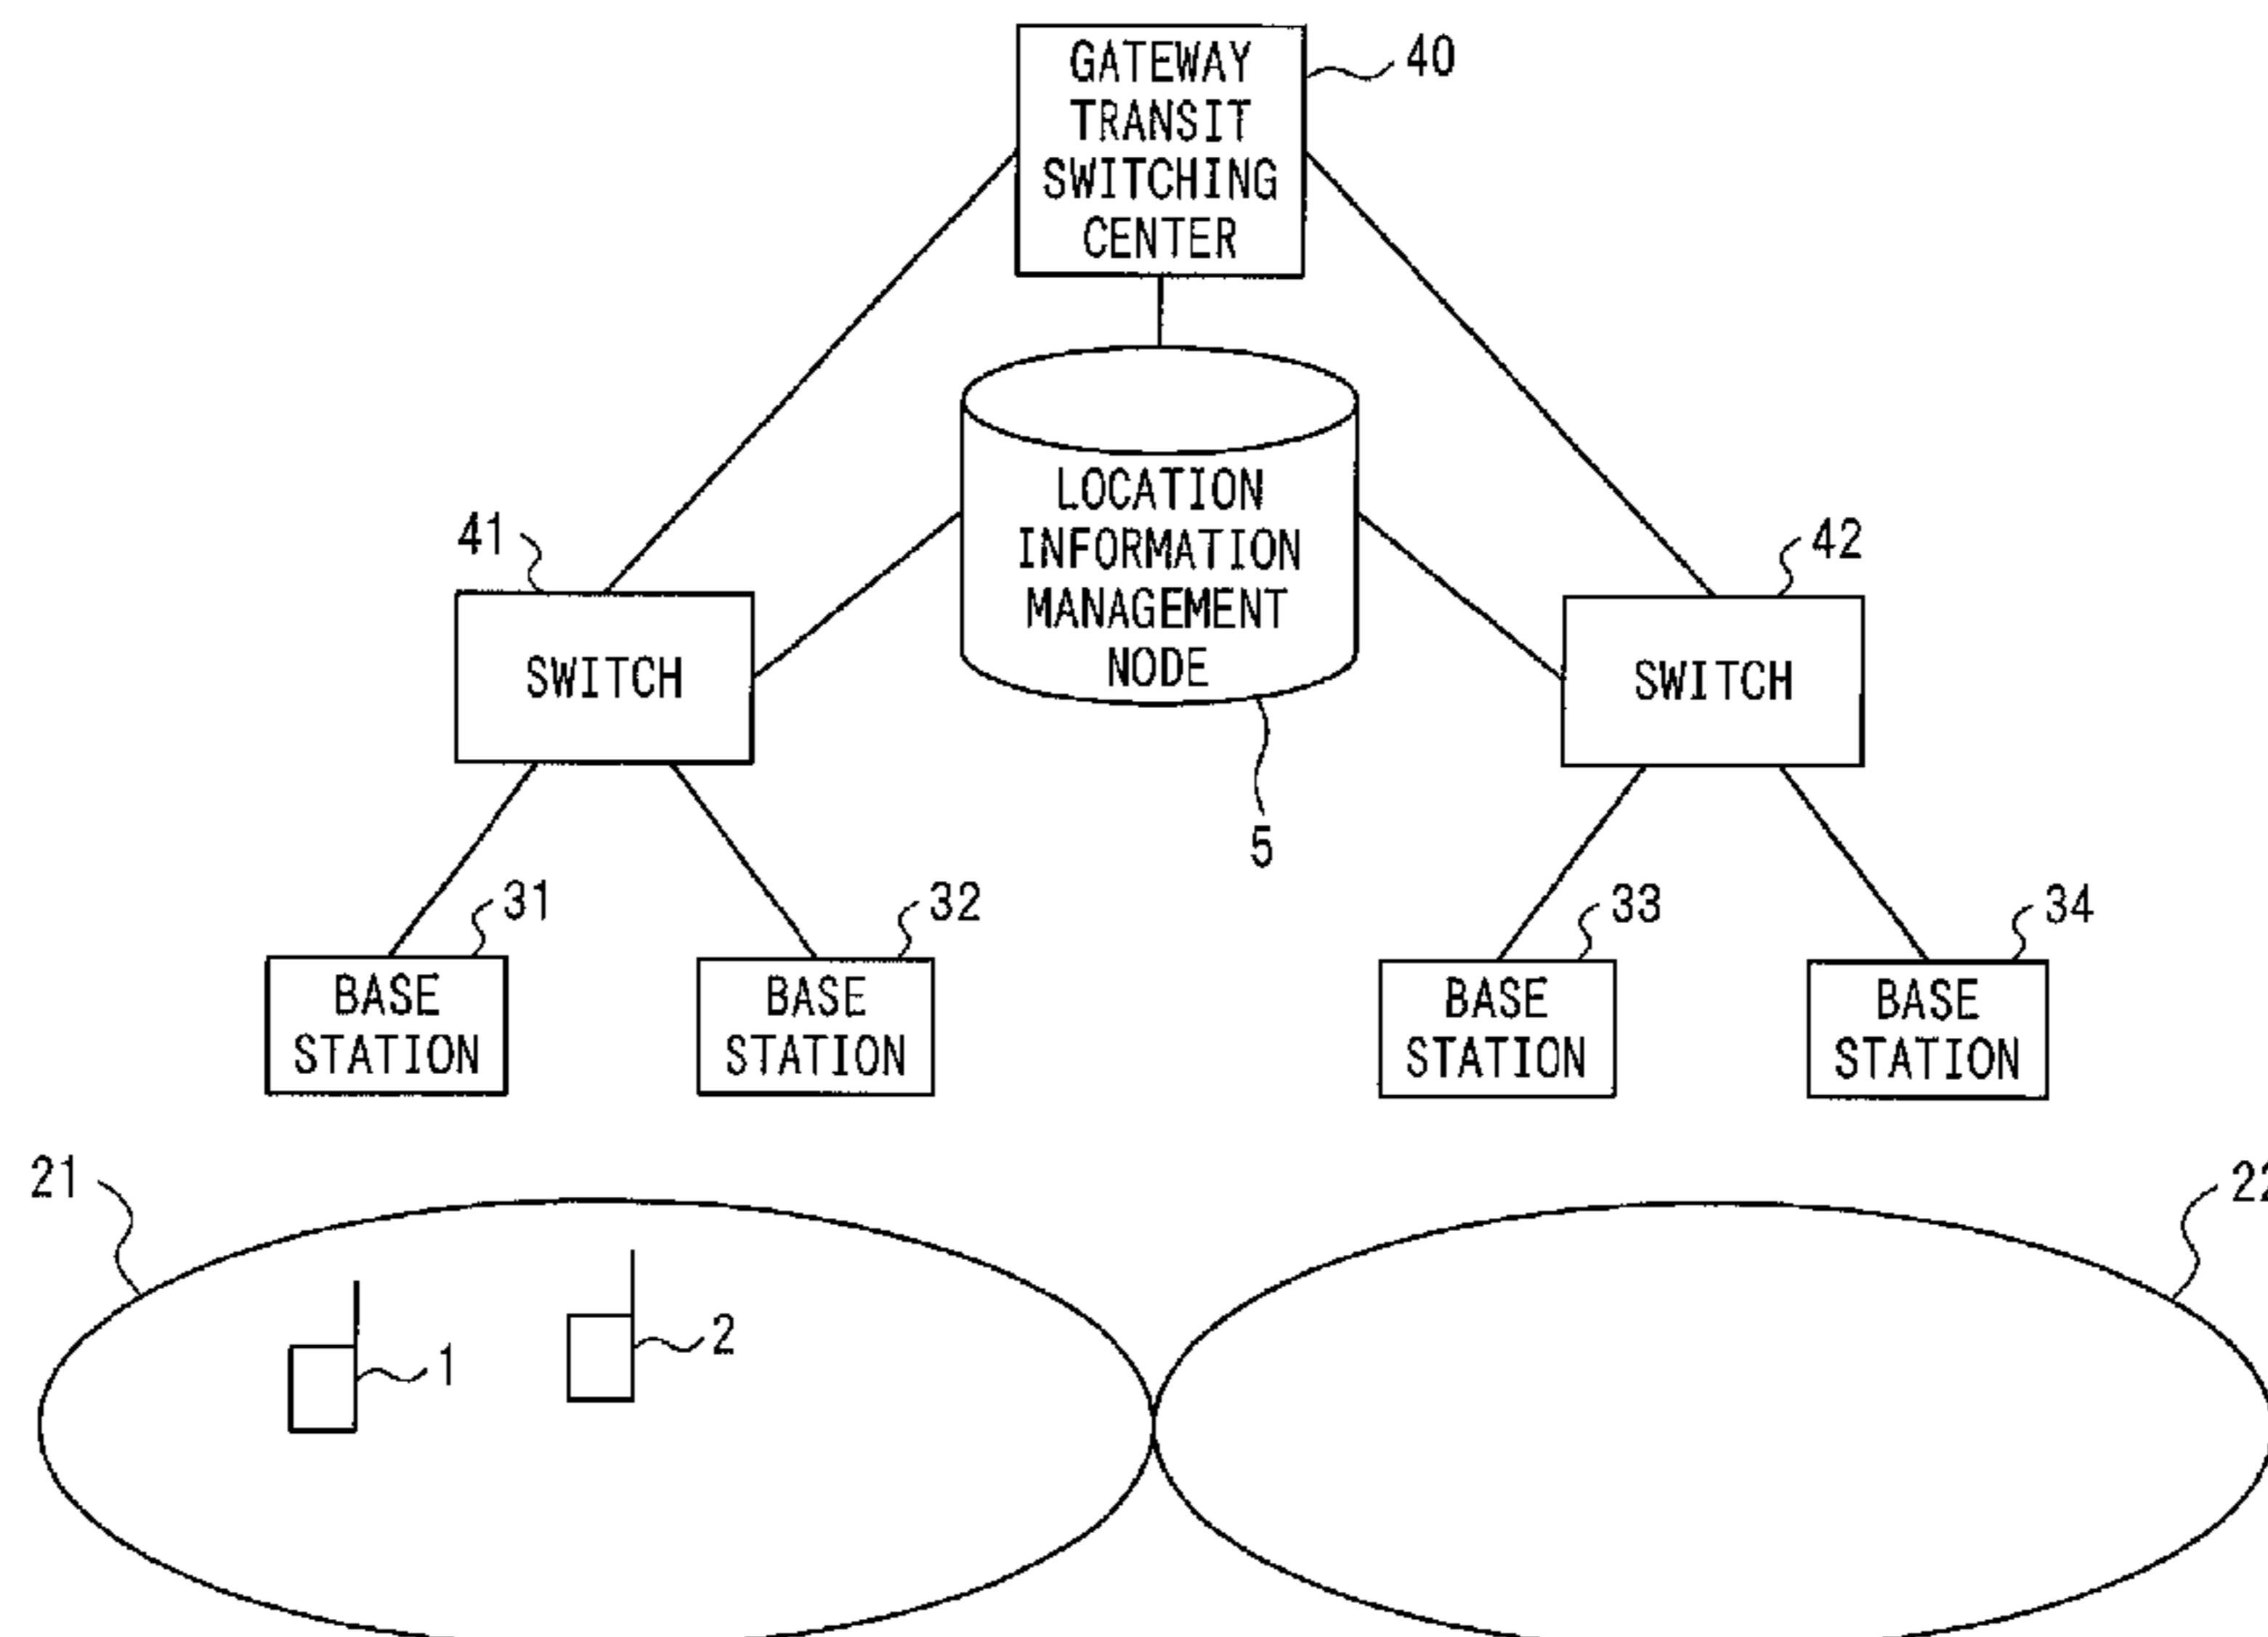 GATEWAY
TRANSIT
SWITCHING
CENTER
40
LOCATION
INFORMATION
MANAGEMENT
NODE
41
42
SWITCH
SWITCH
5
31
32
33
34
BASE
STATION
BASE
STATION
BASE
STATION
BASE
STATION
21
22
1
2